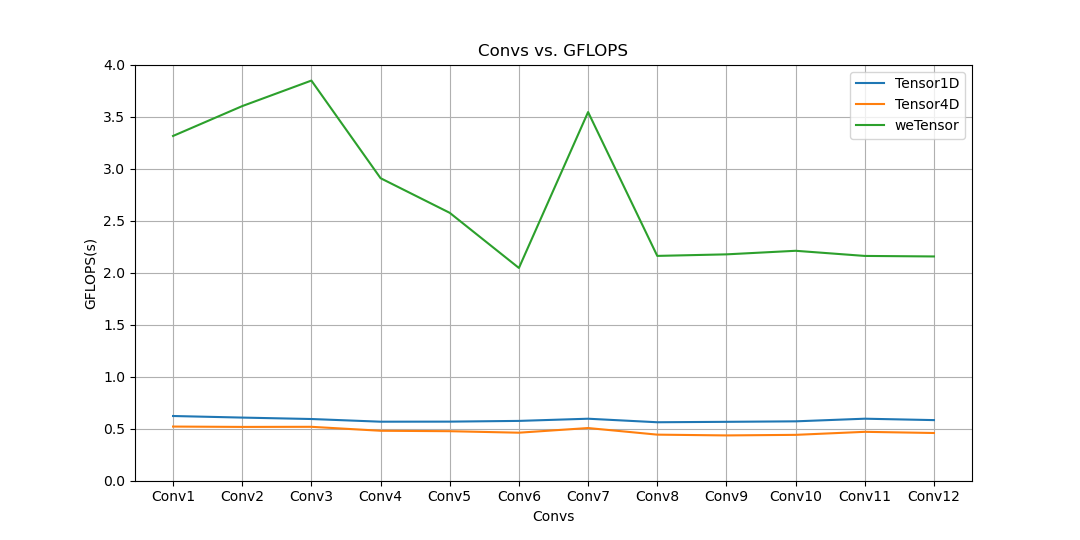 Convs vs. GFLOPS
Tensor1D
Tensor4D
weTensor
GFLOPS(s)
4.0
3.5
3.0
2.5
2.0
1.5
1.0
0.5
0.0
Conv1 Conv2 Conv3 Conv4 Conv5 Conv6 Conv7 Conv8 Conv9 Conv10 Conv11 Conv12
Convs